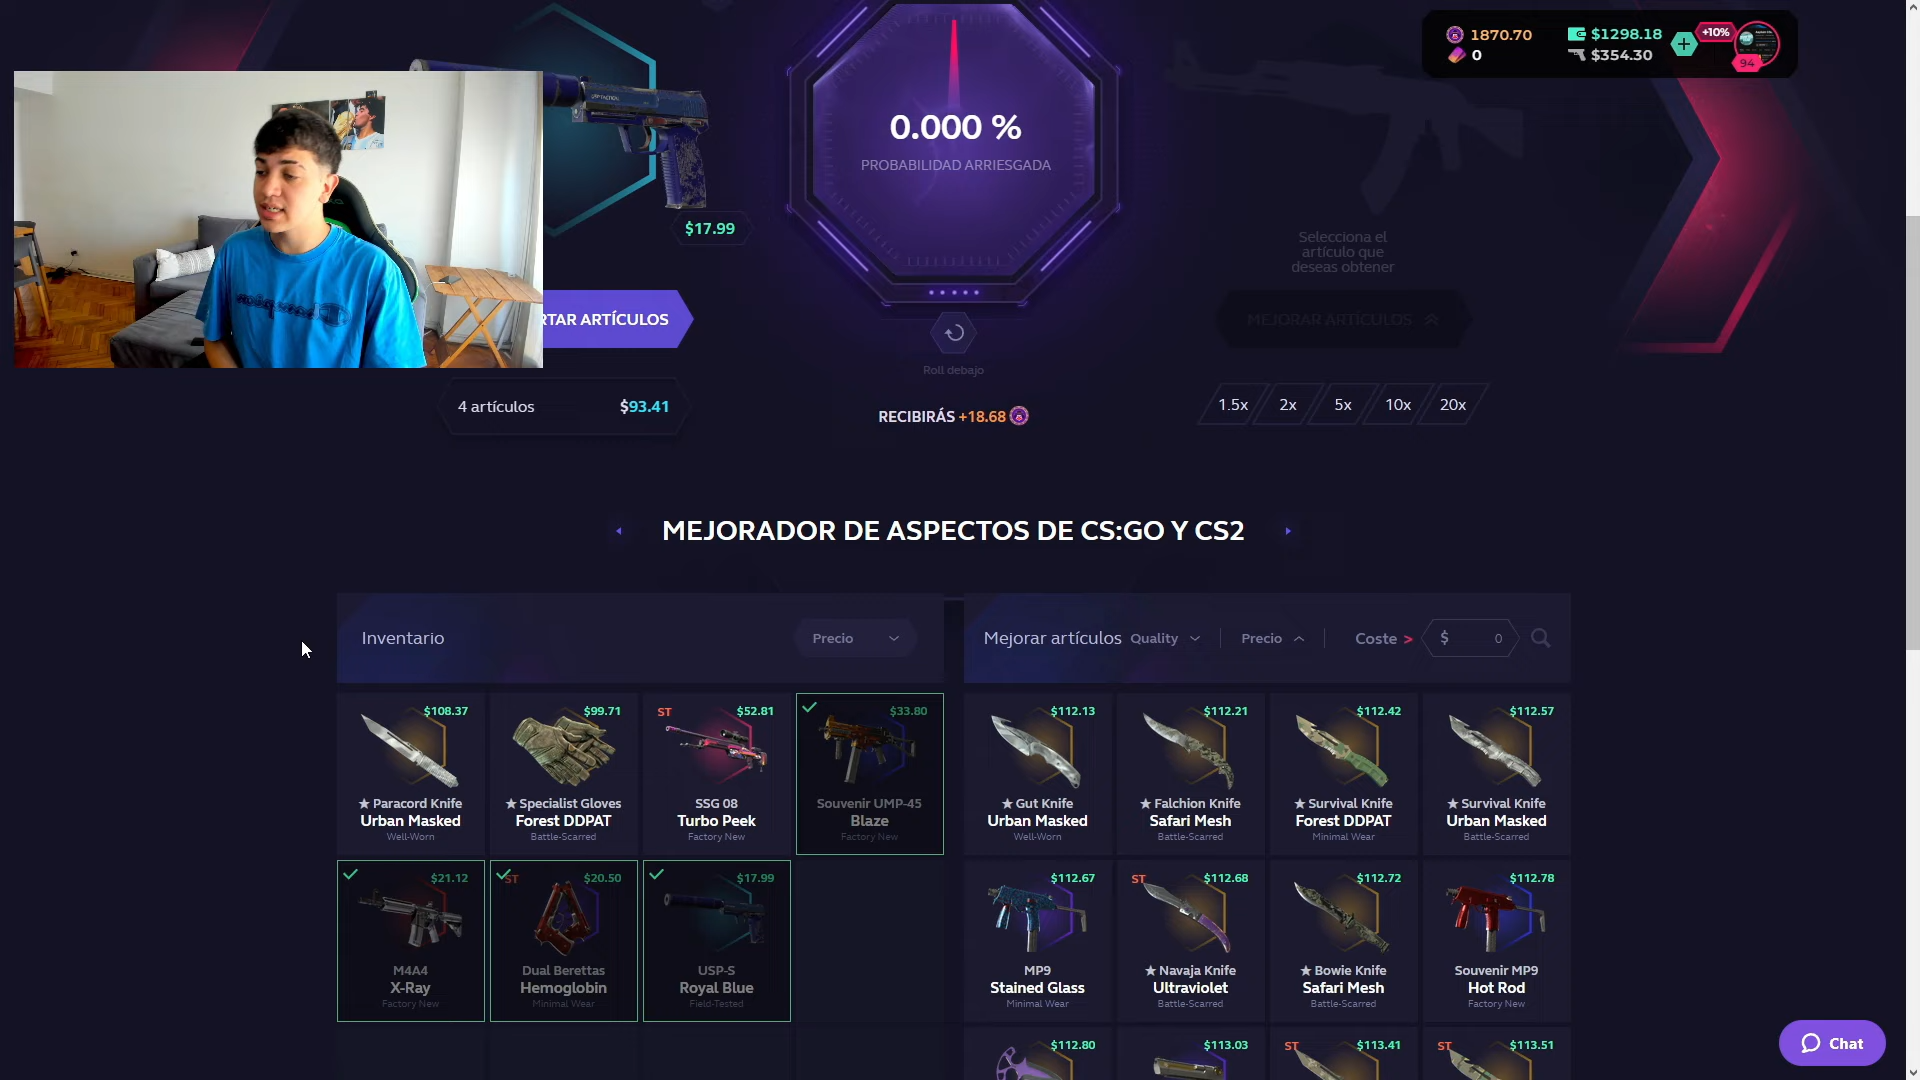 1870.70
$1298.18
+10%
0
$354.30
94
0.000 %
PROBABILIDAD ARRIESGADA
$17.99
Selecciona el
artículo que
deseas obtener
RTAR ARTÍCULOS
MEJORAR ARTÍCULOS
Roll debajo
4 artículos
$93.41
RECIBIRÁS +18.68
1.5x
2x
5x
10x
20x
MEJORADOR DE ASPECTOS DE CS:GO Y CS2
Inventario
Precio
Mejorar artículos
Quality
Precio
Coste >
$ 0
$108.37
★ Paracord Knife
Urban Masked
Well-Worn
$99.71
★ Specialist Gloves
Forest DDPAT
Battle-Scarred
ST
$52.81
SSG 08
Turbo Peek
Factory New
$33.80
Souvenir UMP-45
Blaze
Factory New
$112.13
★ Gut Knife
Urban Masked
Well-Worn
$112.21
★ Falchion Knife
Safari Mesh
Battle-Scarred
$112.42
★ Survival Knife
Forest DDPAT
Minimal Wear
$112.57
★ Survival Knife
Urban Masked
Battle-Scarred
$21.12
M4A4
X-Ray
Factory New
ST
$20.50
Dual Berettas
Hemoglobin
Minimal Wear
$17.99
USP-S
Royal Blue
Field-Tested
$112.67
MP9
Stained Glass
Minimal Wear
ST
$112.68
★ Navaja Knife
Ultraviolet
Battle-Scarred
$112.72
★ Bowie Knife
Safari Mesh
Battle-Scarred
$112.78
Souvenir MP9
Hot Rod
Factory New
$112.80
$113.03
ST
$113.41
ST
$113.51
Chat